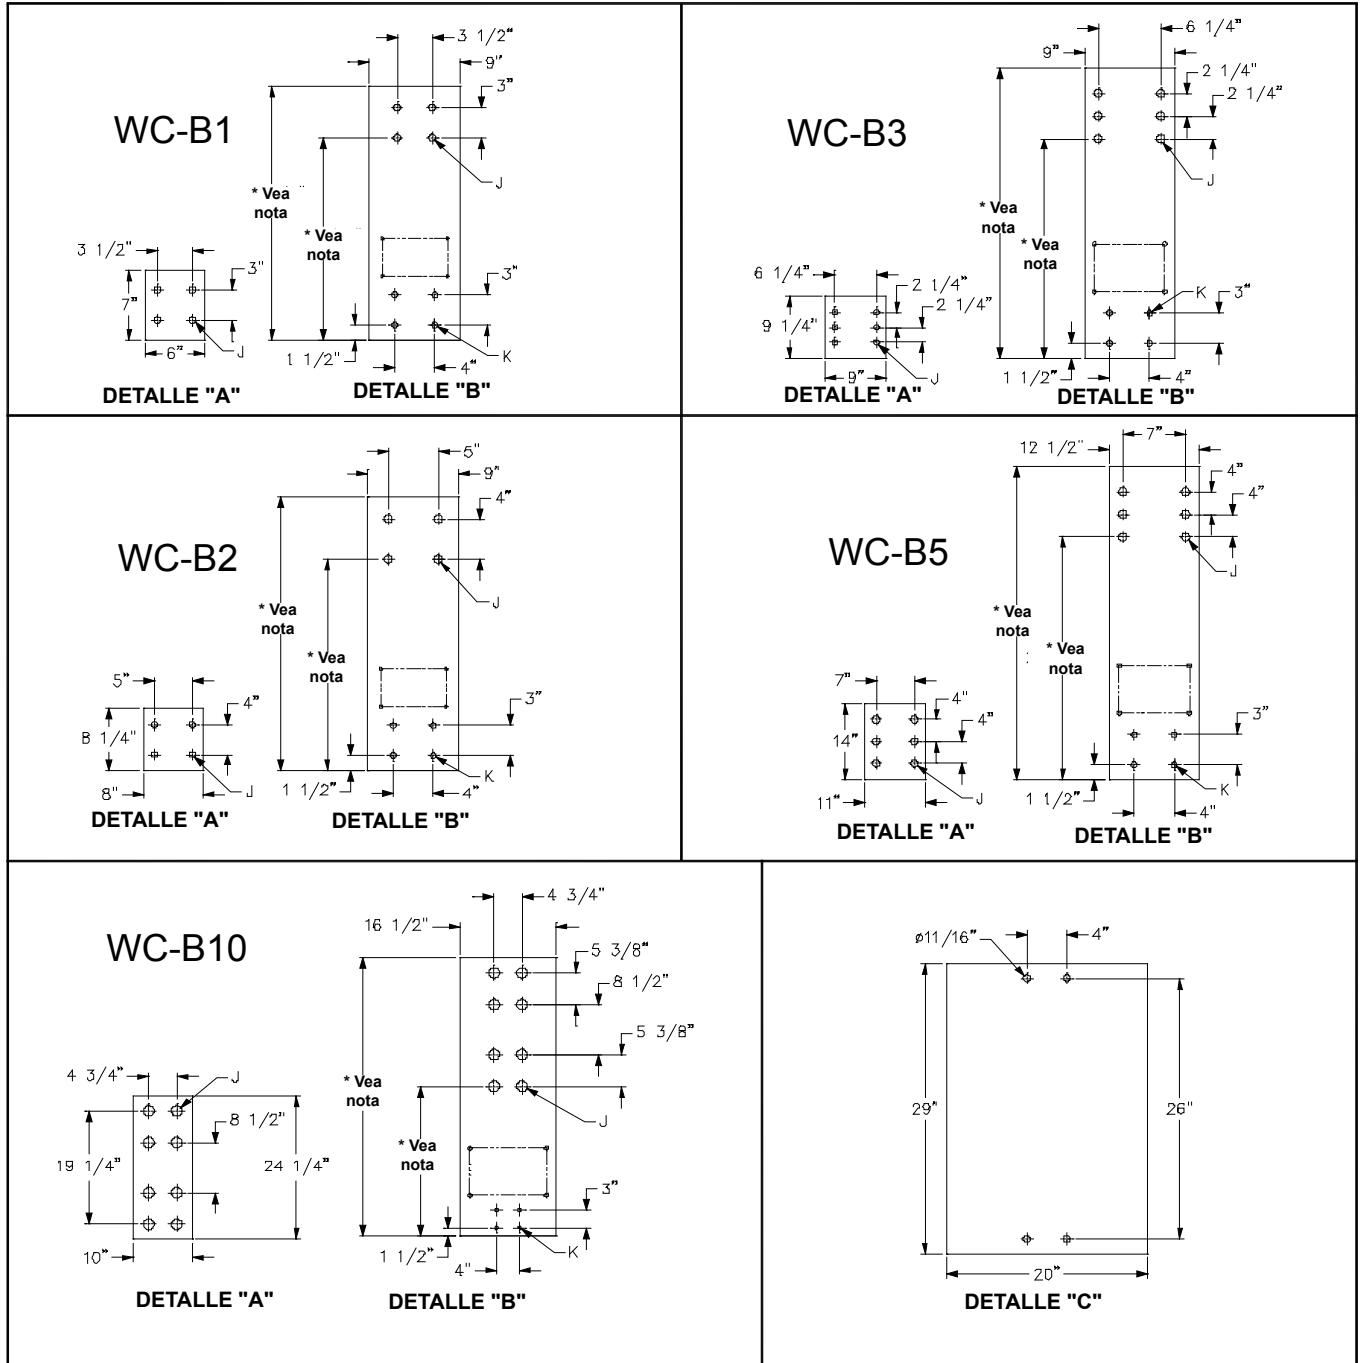 WC-B1
3 1/2"
9"
3"
J
* Vea
nota
* Vea
nota
3"
K
1 1/2"
4"
DETALLE "B"
3 1/2"
3"
7"
J
6"
DETALLE "A"
WC-B3
6 1/4"
9"
2 1/4"
2 1/4"
J
* Vea
nota
* Vea
nota
K
3"
1 1/2"
4"
DETALLE "B"
6 1/4"
2 1/4"
2 1/4"
9 1/4"
J
9"
DETALLE "A"
WC-B2
5"
9"
4"
J
* Vea
nota
* Vea
nota
3"
K
1 1/2"
4"
DETALLE "B"
5"
4"
8 1/4"
J
8"
DETALLE "A"
WC-B5
7"
12 1/2"
4"
4"
J
* Vea
nota
* Vea
nota
3"
K
1 1/2"
4"
DETALLE "B"
7"
4"
4"
14"
J
11"
DETALLE "A"
WC-B10
4 3/4"
16 1/2"
5 3/8"
8 1/2"
5 3/8"
J
* Vea
nota
* Vea
nota
3"
K
1 1/2"
4"
DETALLE "B"
4 3/4"
J
8 1/2"
19 1/4"
24 1/4"
10"
DETALLE "A"
ø11/16"
4"
29"
26"
20"
DETALLE "C"